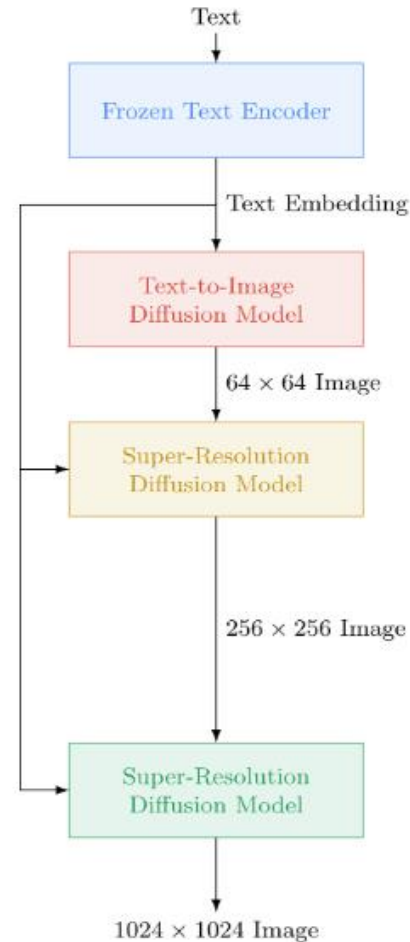 Text
Frozen Text Encoder
Text Embedding
Text-to-Image
Diffusion Model
64 × 64 Image
Super-Resolution
Diffusion Model
256 × 256 Image
Super-Resolution
Diffusion Model
1024 × 1024 Image